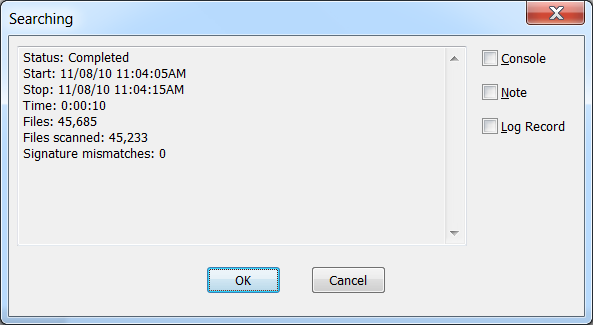 Searching
Status: Completed
Start: 11/08/10 11:04:05AM
Stop: 11/08/10 11:04:15AM
Time: 0:00:10
Files: 45,685
Files scanned: 45,233
Signature mismatches: 0
Console
Note
Log Record
OK
Cancel